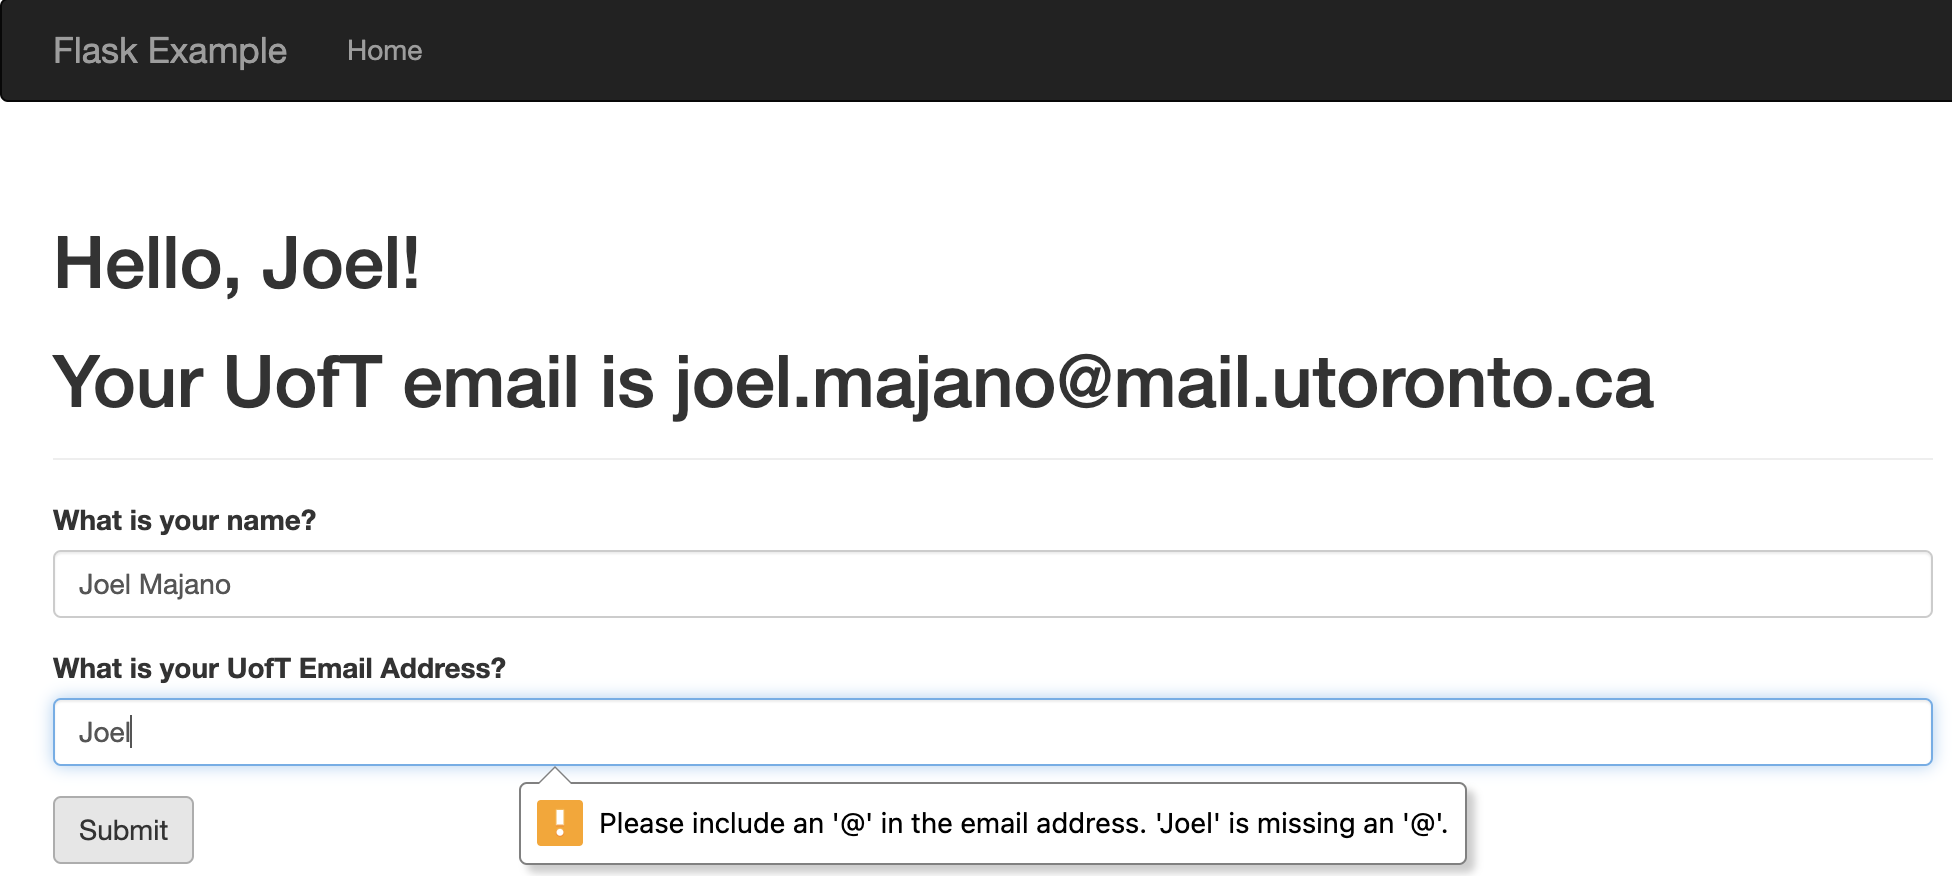 Flask Example Home
Hello, Joel!
Your UofT email is joel.majano@mail.utoronto.ca
What is your name?
Joel Majano
What is your UofT Email Address?
Joel
Please include an '@' in the email address. 'Joel' is missing an '@'.
Submit